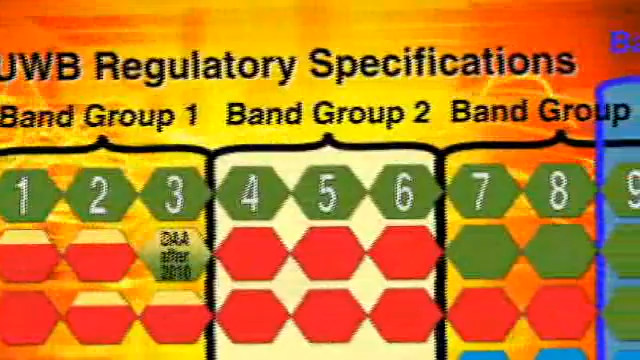 UWB Regulatory Specifications
Ba
Band Group 1 Band Group 2 Band Group
1 2 3 4 5 6 7 8 9
DAA
after
2010